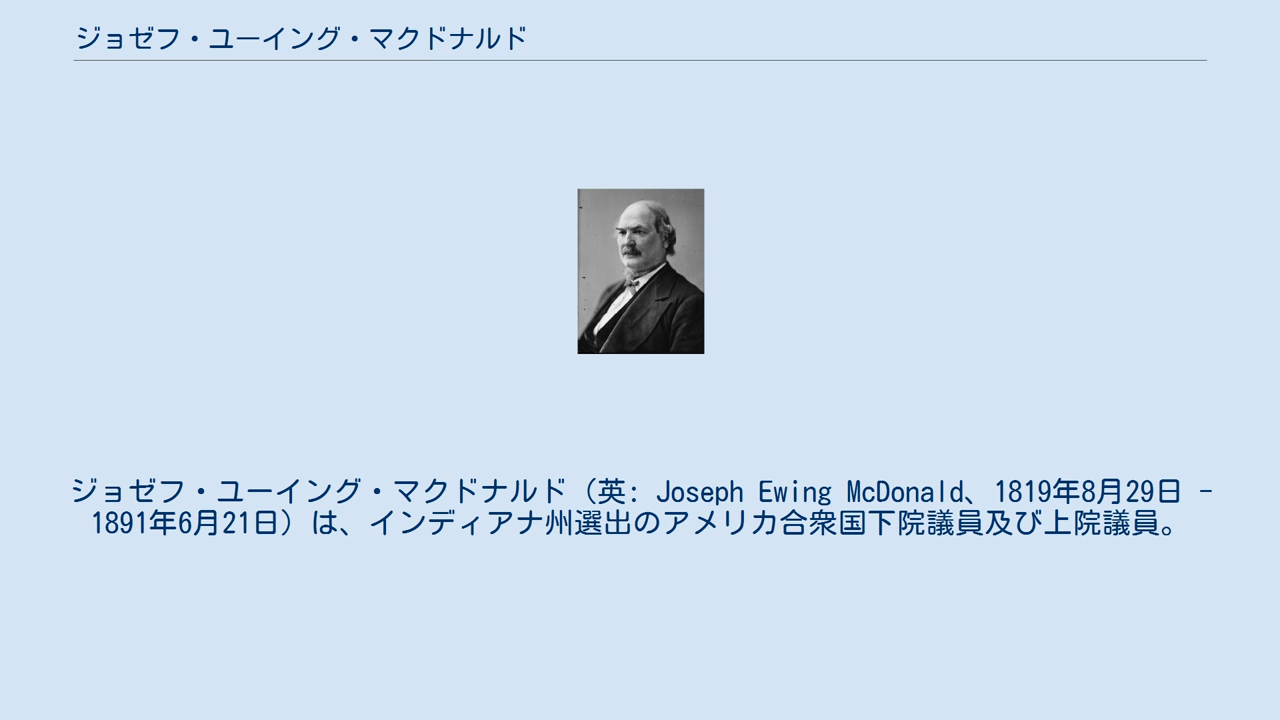 ジョゼフ・ユーイング・マクドナルド
ジョゼフ・ユーイング・マクドナルド（英: Joseph Ewing McDonald、1819年8月29日 -
1891年6月21日）は、インディアナ州選出のアメリカ合衆国下院議員及び上院議員。